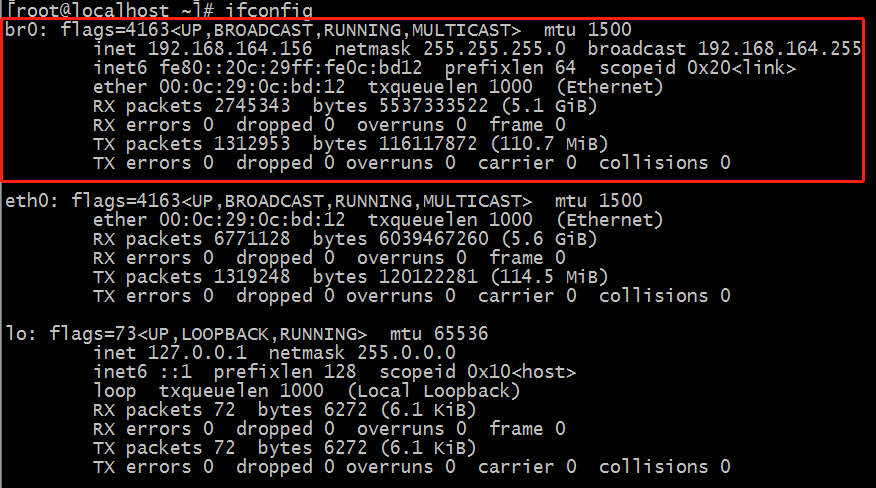 [root@localhost ~]# ifconfig
br0: flags=4163<UP,BROADCAST,RUNNING,MULTICAST>  mtu 1500
        inet 192.168.164.156  netmask 255.255.255.0  broadcast 192.168.164.255
        inet6 fe80::20c:29ff:fe0c:bd12  prefixlen 64  scopeid 0x20<link>
        ether 00:0c:29:0c:bd:12  txqueuelen 1000  (Ethernet)
        RX packets 2745343  bytes 5537333522 (5.1 GiB)
        RX errors 0  dropped 0  overruns 0  frame 0
        TX packets 1312953  bytes 116117872 (110.7 MiB)
        TX errors 0  dropped 0 overruns 0  carrier 0  collisions 0
eth0: flags=4163<UP,BROADCAST,RUNNING,MULTICAST>  mtu 1500
        ether 00:0c:29:0c:bd:12  txqueuelen 1000  (Ethernet)
        RX packets 6771128  bytes 6039467260 (5.6 GiB)
        RX errors 0  dropped 0  overruns 0  frame 0
        TX packets 1319248  bytes 120122281 (114.5 MiB)
        TX errors 0  dropped 0 overruns 0  carrier 0  collisions 0
lo: flags=73<UP,LOOPBACK,RUNNING>  mtu 65536
        inet 127.0.0.1  netmask 255.0.0.0
        inet6 ::1  prefixlen 128  scopeid 0x10<host>
        loop  txqueuelen 1000  (Local Loopback)
        RX packets 72  bytes 6272 (6.1 KiB)
        RX errors 0  dropped 0  overruns 0  frame 0
        TX packets 72  bytes 6272 (6.1 KiB)
        TX errors 0  dropped 0 overruns 0  carrier 0  collisions 0